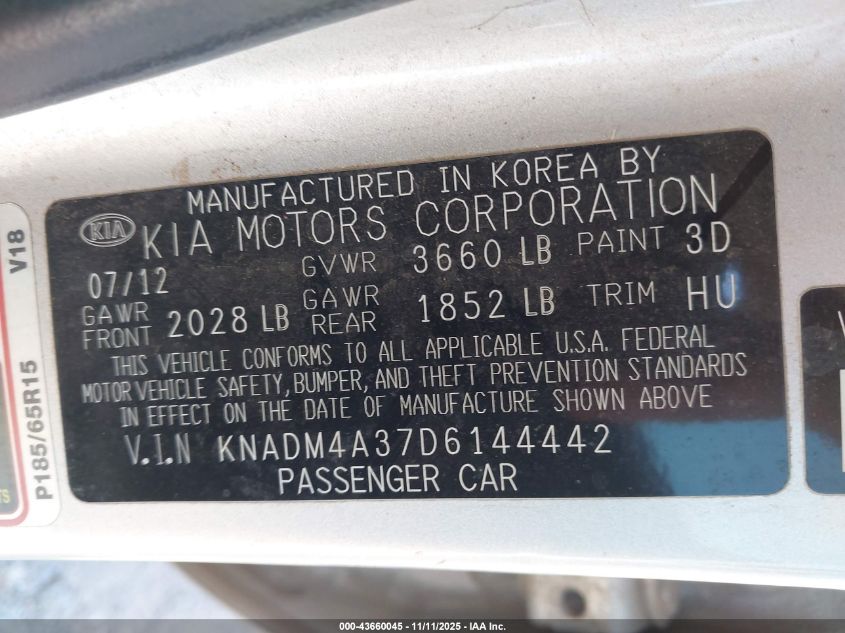 MANUFACTURED IN KOREA BY
KIA KIA MOTORS CORPORATION
07/12 GVWR 3660 LB PAINT 3D
GAWR FRONT 2028 LB GAWR REAR 1852 LB TRIM HU
THIS VEHICLE CONFORMS TO ALL APPLICABLE U.S.A. FEDERAL
MOTOR VEHICLE SAFETY, BUMPER, AND THEFT PREVENTION STANDARDS
IN EFFECT ON THE DATE OF MANUFACTURE SHOWN ABOVE
V.I.N KNADM4A37D6144442
PASSENGER CAR
P185/65R15 V18
000-43660045 - 11/11/2025 - IAA Inc.